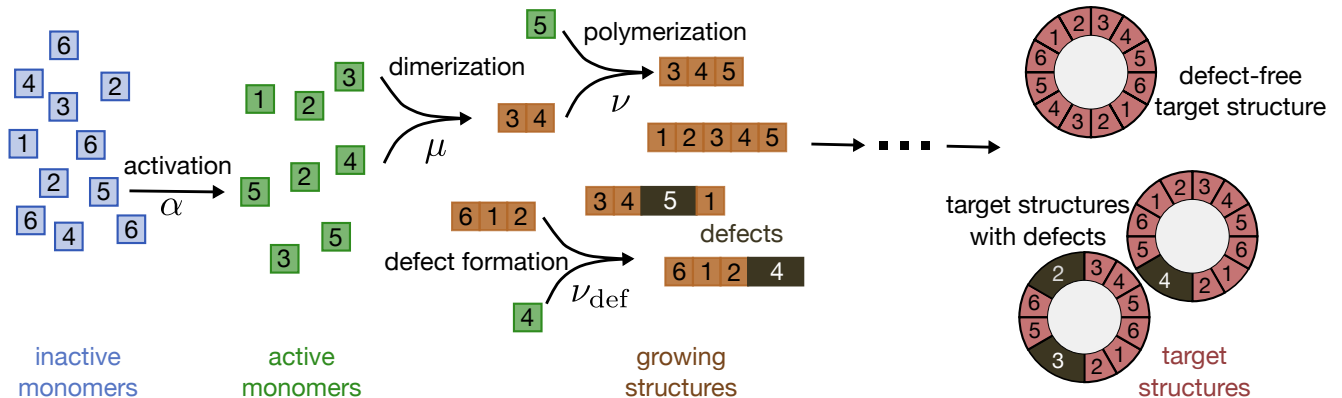 6
4
2
3
1
6
2
5
6
4
6
activation
α
1
2
3
5
2
4
3
5
dimerization
μ
3 4
5
polymerization
ν
3 4 5
1 2 3 4 5
6 1 2
defect formation
4
ν def
3 4 5 1
defects
6 1 2 4
1 2 3 4 5 6 1 2 3 4 5 6
defect-free
target structure
target structures
with defects
1 2 3 4 5 6 1 2 4 5 6
2 3 4 5 6 1 2 3 5 6
inactive
monomers
active
monomers
growing
structures
target
structures